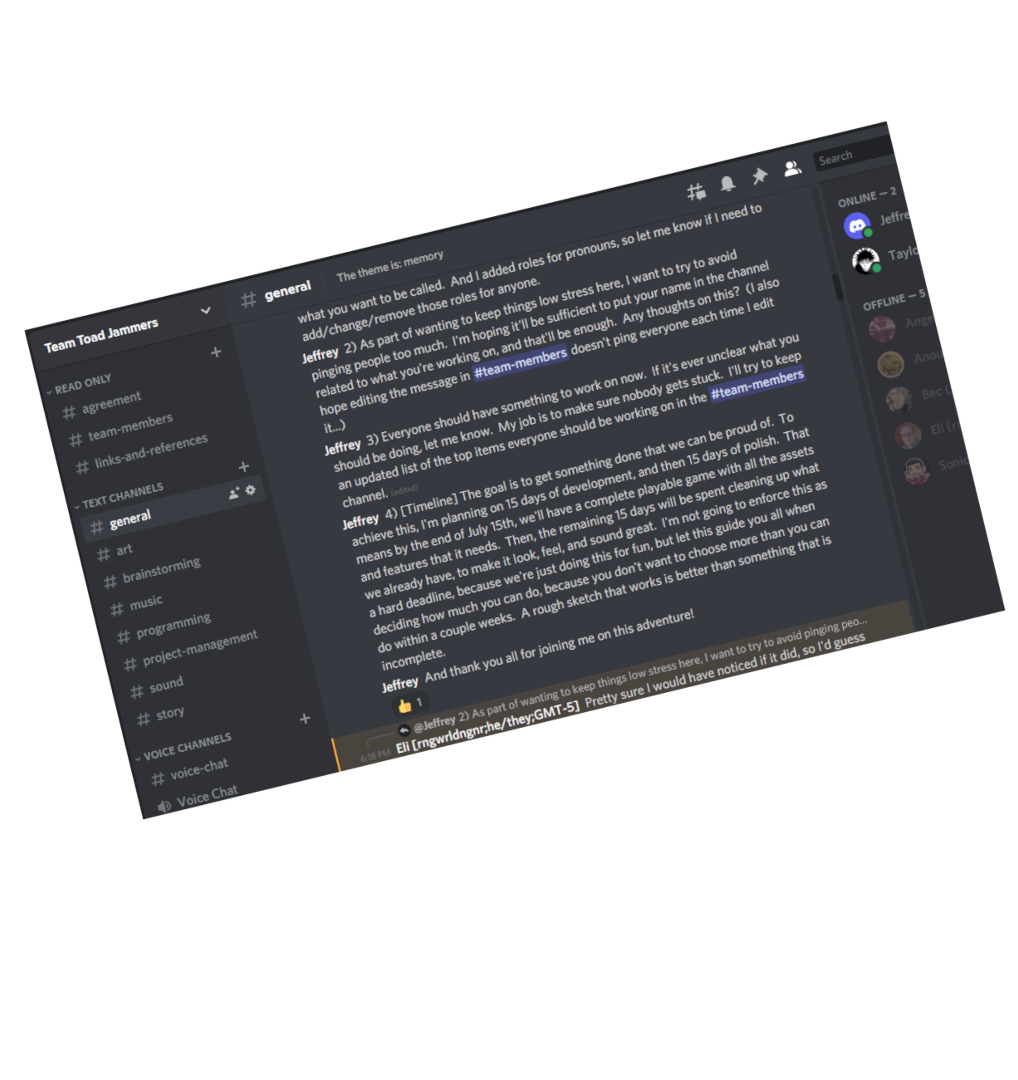 Team Toad Jammers
READ ONLY
# agreement
# team-members
# links-and-references
TEXT CHANNELS
# general
# art
# brainstorming
# music
# programming
# project-management
# sound
# story
VOICE CHANNELS
# voice-chat
Voice Chat
# general
The theme is: memory
Search
what you want to be called. And I added roles for pronouns, so let me know if I need to
add/change/remove those roles for anyone.
Jeffrey 2) As part of wanting to keep things low stress here, I want to try to avoid
pinging people too much. I'm hoping it'll be sufficient to put your name in the channel
related to what you're working on, and that'll be enough. Any thoughts on this? (I also
hope editing the message in #team-members doesn't ping everyone each time I edit
it...)
Jeffrey 3) Everyone should have something to work on now. If it's ever unclear what you
should be doing, let me know. My job is to make sure nobody gets stuck. I'll try to keep
an updated list of the top items everyone should be working on in the #team-members
channel. (edited)
Jeffrey 4) [Timeline] The goal is to get something done that we can be proud of. To
achieve this, I'm planning on 15 days of development, and then 15 days of polish. That
means by the end of July 15th, we'll have a complete playable game with all the assets
and features that it needs. Then, the remaining 15 days will be spent cleaning up what
we already have, to make it look, feel, and sound great. I'm not going to enforce this as
a hard deadline, because we're just doing this for fun, but let this guide you all when
deciding how much you can do, because you don't want to choose more than you can
do within a couple weeks. A rough sketch that works is better than something that is
incomplete.
Jeffrey And thank you all for joining me on this adventure!
1
@Jeffrey 2) As part of wanting to keep things low stress here, I want to try to avoid pinging peo...
6:18 PM Eli [rngwrldngnr;he/they;GMT-5] Pretty sure I would have noticed if it did, so I'd guess
ONLINE — 2
Jeffre
Taylo
OFFLINE — 5
Ange
Anou
Bec (
Eli [rn
Sonic